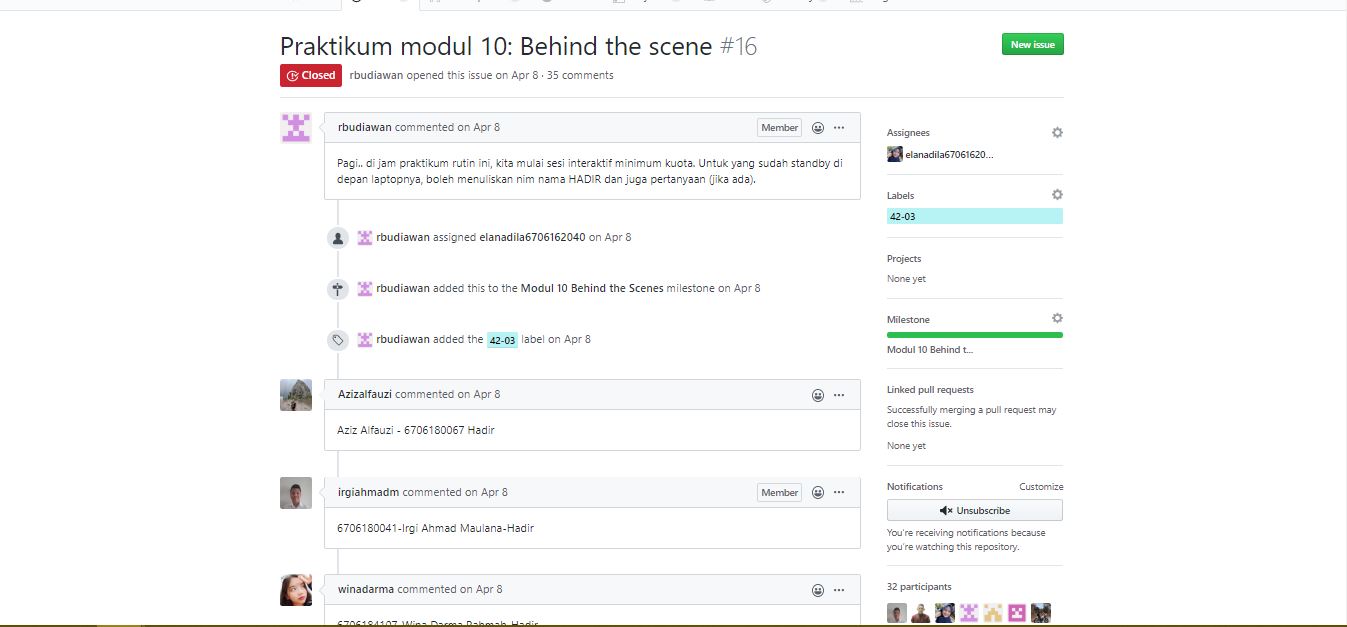 Praktikum modul 10: Behind the scene #16
New issue
Closed rbudiawan opened this issue on Apr 8 · 35 comments
rbudiawan commented on Apr 8
Member
Pagi.. di jam praktikum rutin ini, kita mulai sesi interaktif minimum kuota. Untuk yang sudah standby di
depan laptopnya, boleh menuliskan nim nama HADIR dan juga pertanyaan (jika ada).
rbudiawan assigned elanadila6706162040 on Apr 8
rbudiawan added this to the Modul 10 Behind the Scenes milestone on Apr 8
rbudiawan added the 42-03 label on Apr 8
Azizalfauzi commented on Apr 8
Aziz Alfauzi - 6706180067 Hadir
irgiahmadm commented on Apr 8
Member
6706180041-Irgi Ahmad Maulana-Hadir
winadarma commented on Apr 8
6706184107-Wina Darma Rahmah-Hadir
Assignees
elanadila67061620...
Labels
42-03
Projects
None yet
Milestone
Modul 10 Behind t...
Linked pull requests
Successfully merging a pull request may
close this issue.
None yet
Notifications
Customize
Unsubscribe
You're receiving notifications because
you're watching this repository.
32 participants